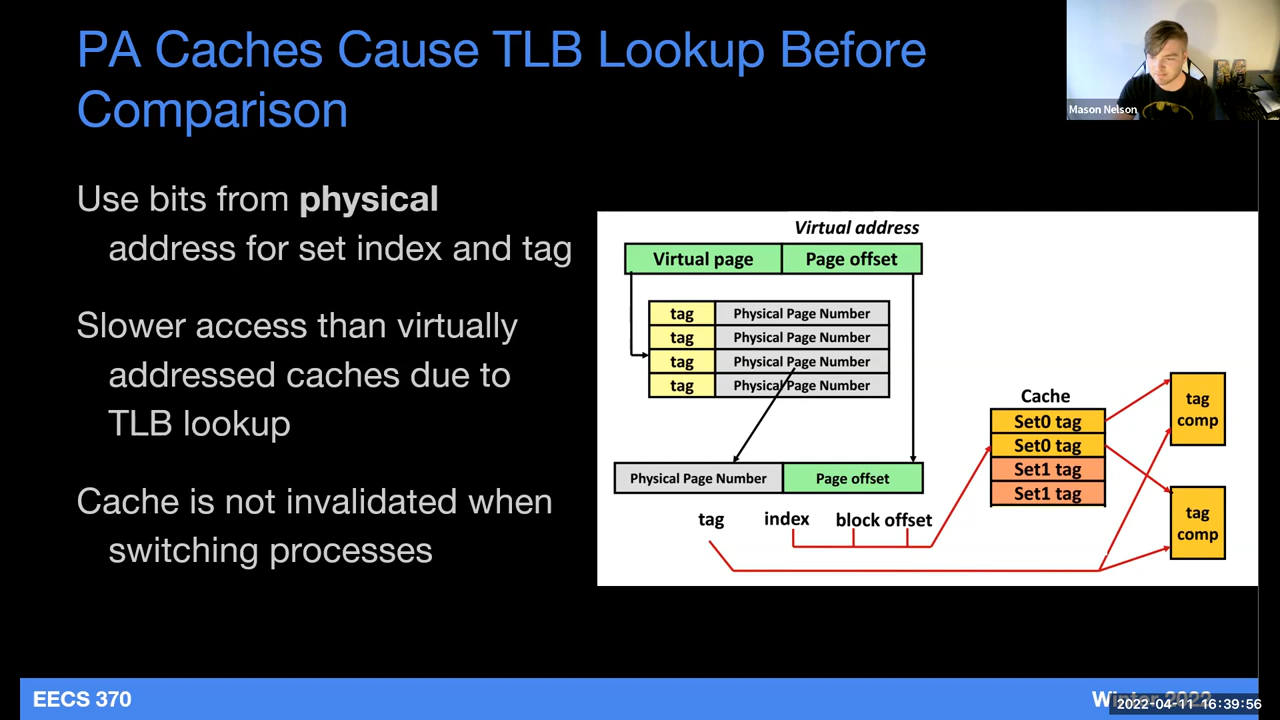 PA Caches Cause TLB Lookup Before
Comparison
Mason Nelson
Use bits from physical
address for set index and tag
Slower access than virtually
addressed caches due to
TLB lookup
Cache is not invalidated when
switching processes
Virtual address
Virtual page Page offset
tag Physical Page Number
tag Physical Page Number
tag Physical Page Number
tag Physical Page Number
Physical Page Number Page offset
tag index block offset
Cache
Set0 tag
Set0 tag
Set1 tag
Set1 tag
tag
comp
tag
comp
EECS 370
Winter 2022
2022-04-11 16:39:56